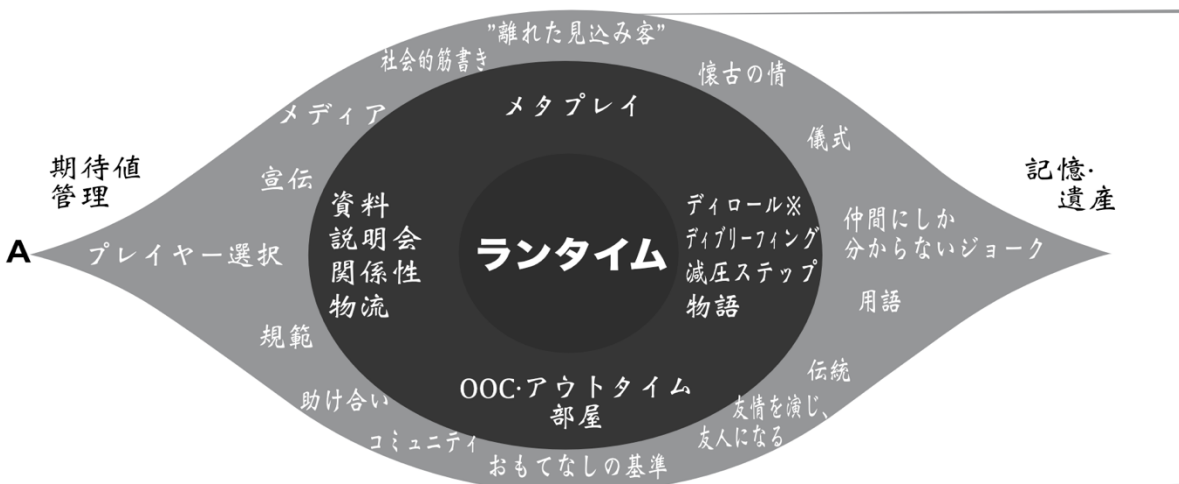 ”離れた見込み客”
社会的筋書き
懐古の情
メディア
メタプレイ
儀式
期待値
管理
宣伝
記憶·
遺産
資料
説明会
関係性
物流
ランタイム
ディロール※
ディブリーフィング
減圧ステップ
物語
仲間にしか
分からないジョーク
A
プレイヤー選択
用語
規範
伝統
助け合い
OOC·アウトタイム
部屋
友情を演じ、
友人になる
コミュニティ
おもてなしの基準